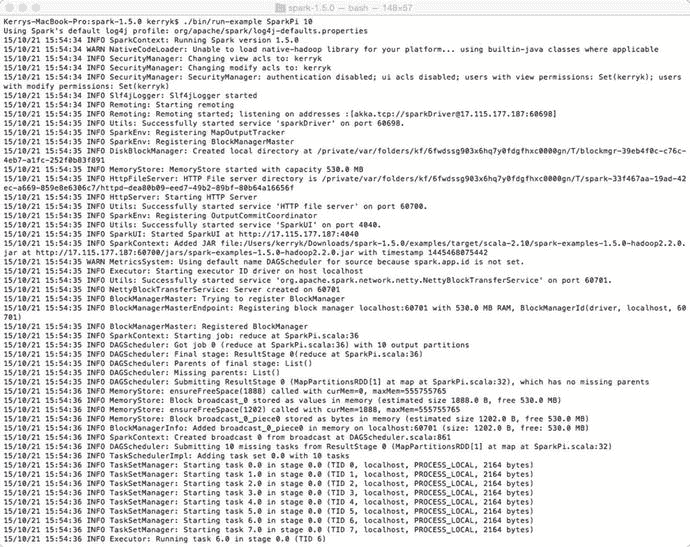 spark-1.5.0 — bash — 148×57
Kerrys-MacBook-Pro:spark-1.5.0 kerryk$ ./bin/run-example SparkPi 10
Using Spark's default log4j profile: org/apache/spark/log4j-defaults.properties
15/10/21 15:54:34 INFO SparkContext: Running Spark version 1.5.0
15/10/21 15:54:34 WARN NativeCodeLoader: Unable to load native-hadoop library for your platform... using builtin-java classes where applicable
15/10/21 15:54:34 INFO SecurityManager: Changing view acls to: kerryk
15/10/21 15:54:34 INFO SecurityManager: Changing modify acls to: kerryk
15/10/21 15:54:34 INFO SecurityManager: SecurityManager: authentication disabled; ui acls disabled; users with view permissions: Set(kerryk); users
with modify permissions: Set(kerryk)
15/10/21 15:54:34 INFO Slf4jLogger: Slf4jLogger started
15/10/21 15:54:34 INFO Remoting: Starting remoting
15/10/21 15:54:35 INFO Remoting: Remoting started; listening on addresses :[akka.tcp://sparkDriver@17.115.177.187:60698]
15/10/21 15:54:35 INFO Utils: Successfully started service 'sparkDriver' on port 60698.
15/10/21 15:54:35 INFO SparkEnv: Registering MapOutputTracker
15/10/21 15:54:35 INFO SparkEnv: Registering BlockManagerMaster
15/10/21 15:54:35 INFO DiskBlockManager: Created local directory at /private/var/folders/kf/6fwdssg903x6hq7y0fdgfhxc0000gn/T/blockmgr-39eb4f0c-c76c-
4eb7-a1fc-252f0b83f891
15/10/21 15:54:35 INFO MemoryStore: MemoryStore started with capacity 530.0 MB
15/10/21 15:54:35 INFO HttpFileServer: HTTP File server directory is /private/var/folders/kf/6fwdssg903x6hq7y0fdgfhxc0000gn/T/spark-33f467aa-19ad-42
ec-a669-859e8e6306c7/httpd-dea80b09-eed7-49b2-89bf-80b64a16656f
15/10/21 15:54:35 INFO HttpServer: Starting HTTP Server
15/10/21 15:54:35 INFO Utils: Successfully started service 'HTTP file server' on port 60700.
15/10/21 15:54:35 INFO SparkEnv: Registering OutputCommitCoordinator
15/10/21 15:54:35 INFO Utils: Successfully started service 'SparkUI' on port 4040.
15/10/21 15:54:35 INFO SparkUI: Started SparkUI at http://17.115.177.187:4040
15/10/21 15:54:35 INFO SparkContext: Added JAR file:/Users/kerryk/Downloads/spark-1.5.0/examples/target/scala-2.10/spark-examples-1.5.0-hadoop2.2.0.
jar at http://17.115.177.187:60700/jars/spark-examples-1.5.0-hadoop2.2.0.jar with timestamp 1445468075442
15/10/21 15:54:35 WARN MetricsSystem: Using default name DAGScheduler for source because spark.app.id is not set.
15/10/21 15:54:35 INFO Executor: Starting executor ID driver on host localhost
15/10/21 15:54:35 INFO Utils: Successfully started service 'org.apache.spark.network.netty.NettyBlockTransferService' on port 60701.
15/10/21 15:54:35 INFO NettyBlockTransferService: Server created on 60701
15/10/21 15:54:35 INFO BlockManagerMaster: Trying to register BlockManager
15/10/21 15:54:35 INFO BlockManagerMasterEndpoint: Registering block manager localhost:60701 with 530.0 MB RAM, BlockManagerId(driver, localhost, 60
701)
15/10/21 15:54:35 INFO BlockManagerMaster: Registered BlockManager
15/10/21 15:54:36 INFO SparkContext: Starting job: reduce at SparkPi.scala:36
15/10/21 15:54:36 INFO DAGScheduler: Got job 0 (reduce at SparkPi.scala:36) with 10 output partitions
15/10/21 15:54:36 INFO DAGScheduler: Final stage: ResultStage 0(reduce at SparkPi.scala:36)
15/10/21 15:54:36 INFO DAGScheduler: Parents of final stage: List()
15/10/21 15:54:36 INFO DAGScheduler: Missing parents: List()
15/10/21 15:54:36 INFO DAGScheduler: Submitting ResultStage 0 (MapPartitionsRDD[1] at map at SparkPi.scala:32), which has no missing parents
15/10/21 15:54:36 INFO MemoryStore: ensureFreeSpace(1888) called with curMem=0, maxMem=555755765
15/10/21 15:54:36 INFO MemoryStore: Block broadcast_0 stored as values in memory (estimated size 1888.0 B, free 530.0 MB)
15/10/21 15:54:36 INFO MemoryStore: ensureFreeSpace(1202) called with curMem=1888, maxMem=555755765
15/10/21 15:54:36 INFO MemoryStore: Block broadcast_0_piece0 stored as bytes in memory (estimated size 1202.0 B, free 530.0 MB)
15/10/21 15:54:36 INFO BlockManagerInfo: Added broadcast_0_piece0 in memory on localhost:60701 (size: 1202.0 B, free: 530.0 MB)
15/10/21 15:54:36 INFO SparkContext: Created broadcast 0 from broadcast at DAGScheduler.scala:861
15/10/21 15:54:36 INFO DAGScheduler: Submitting 10 missing tasks from ResultStage 0 (MapPartitionsRDD[1] at map at SparkPi.scala:32)
15/10/21 15:54:36 INFO TaskSchedulerImpl: Adding task set 0.0 with 10 tasks
15/10/21 15:54:36 INFO TaskSetManager: Starting task 0.0 in stage 0.0 (TID 0, localhost, PROCESS_LOCAL, 2164 bytes)
15/10/21 15:54:36 INFO TaskSetManager: Starting task 1.0 in stage 0.0 (TID 1, localhost, PROCESS_LOCAL, 2164 bytes)
15/10/21 15:54:36 INFO TaskSetManager: Starting task 2.0 in stage 0.0 (TID 2, localhost, PROCESS_LOCAL, 2164 bytes)
15/10/21 15:54:36 INFO TaskSetManager: Starting task 3.0 in stage 0.0 (TID 3, localhost, PROCESS_LOCAL, 2164 bytes)
15/10/21 15:54:36 INFO TaskSetManager: Starting task 4.0 in stage 0.0 (TID 4, localhost, PROCESS_LOCAL, 2164 bytes)
15/10/21 15:54:36 INFO TaskSetManager: Starting task 5.0 in stage 0.0 (TID 5, localhost, PROCESS_LOCAL, 2164 bytes)
15/10/21 15:54:36 INFO TaskSetManager: Starting task 6.0 in stage 0.0 (TID 6, localhost, PROCESS_LOCAL, 2164 bytes)
15/10/21 15:54:36 INFO TaskSetManager: Starting task 7.0 in stage 0.0 (TID 7, localhost, PROCESS_LOCAL, 2164 bytes)
15/10/21 15:54:36 INFO Executor: Running task 6.0 in stage 0.0 (TID 6)